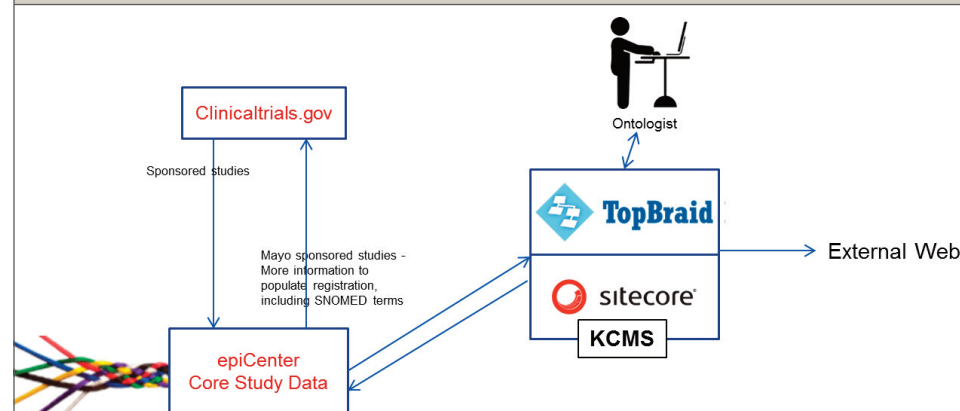 Clinicaltrials.gov
Ontologist
Sponsored studies
TopBraid
External Web
Mayo sponsored studies -
More information to
populate registration,
including SNOMED terms
sitecore
KCMS
epiCenter
Core Study Data